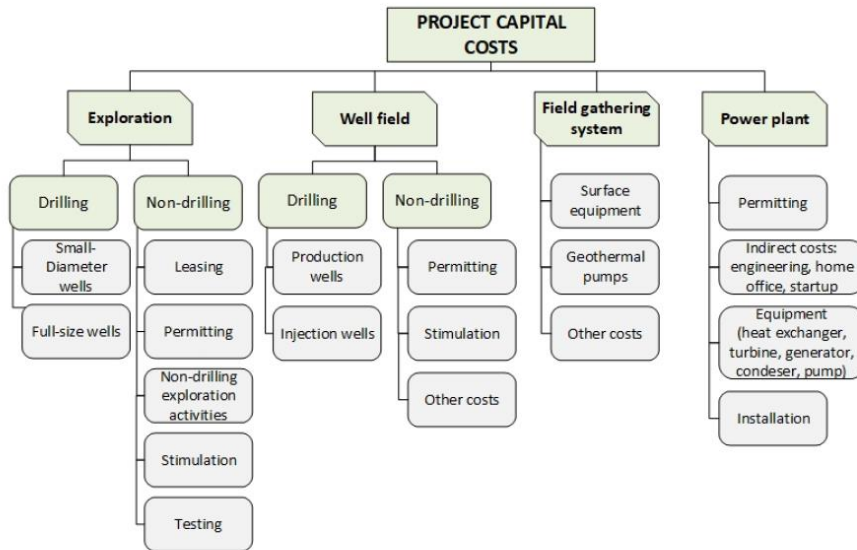 PROJECT CAPITAL
COSTS
Exploration
Well field
Field gathering
system
Power plant
Drilling
Non-drilling
Drilling
Non-drilling
Small-
Diameter
wells
Full-size wells
Leasing
Permitting
Non-drilling
exploration
activities
Stimulation
Testing
Production
wells
Injection wells
Permitting
Stimulation
Other costs
Surface
equipment
Geothermal
pumps
Other costs
Permitting
Indirect costs:
engineering, home
office, startup
Equipment
(heat exchanger,
turbine, generator,
condeser, pump)
Installation